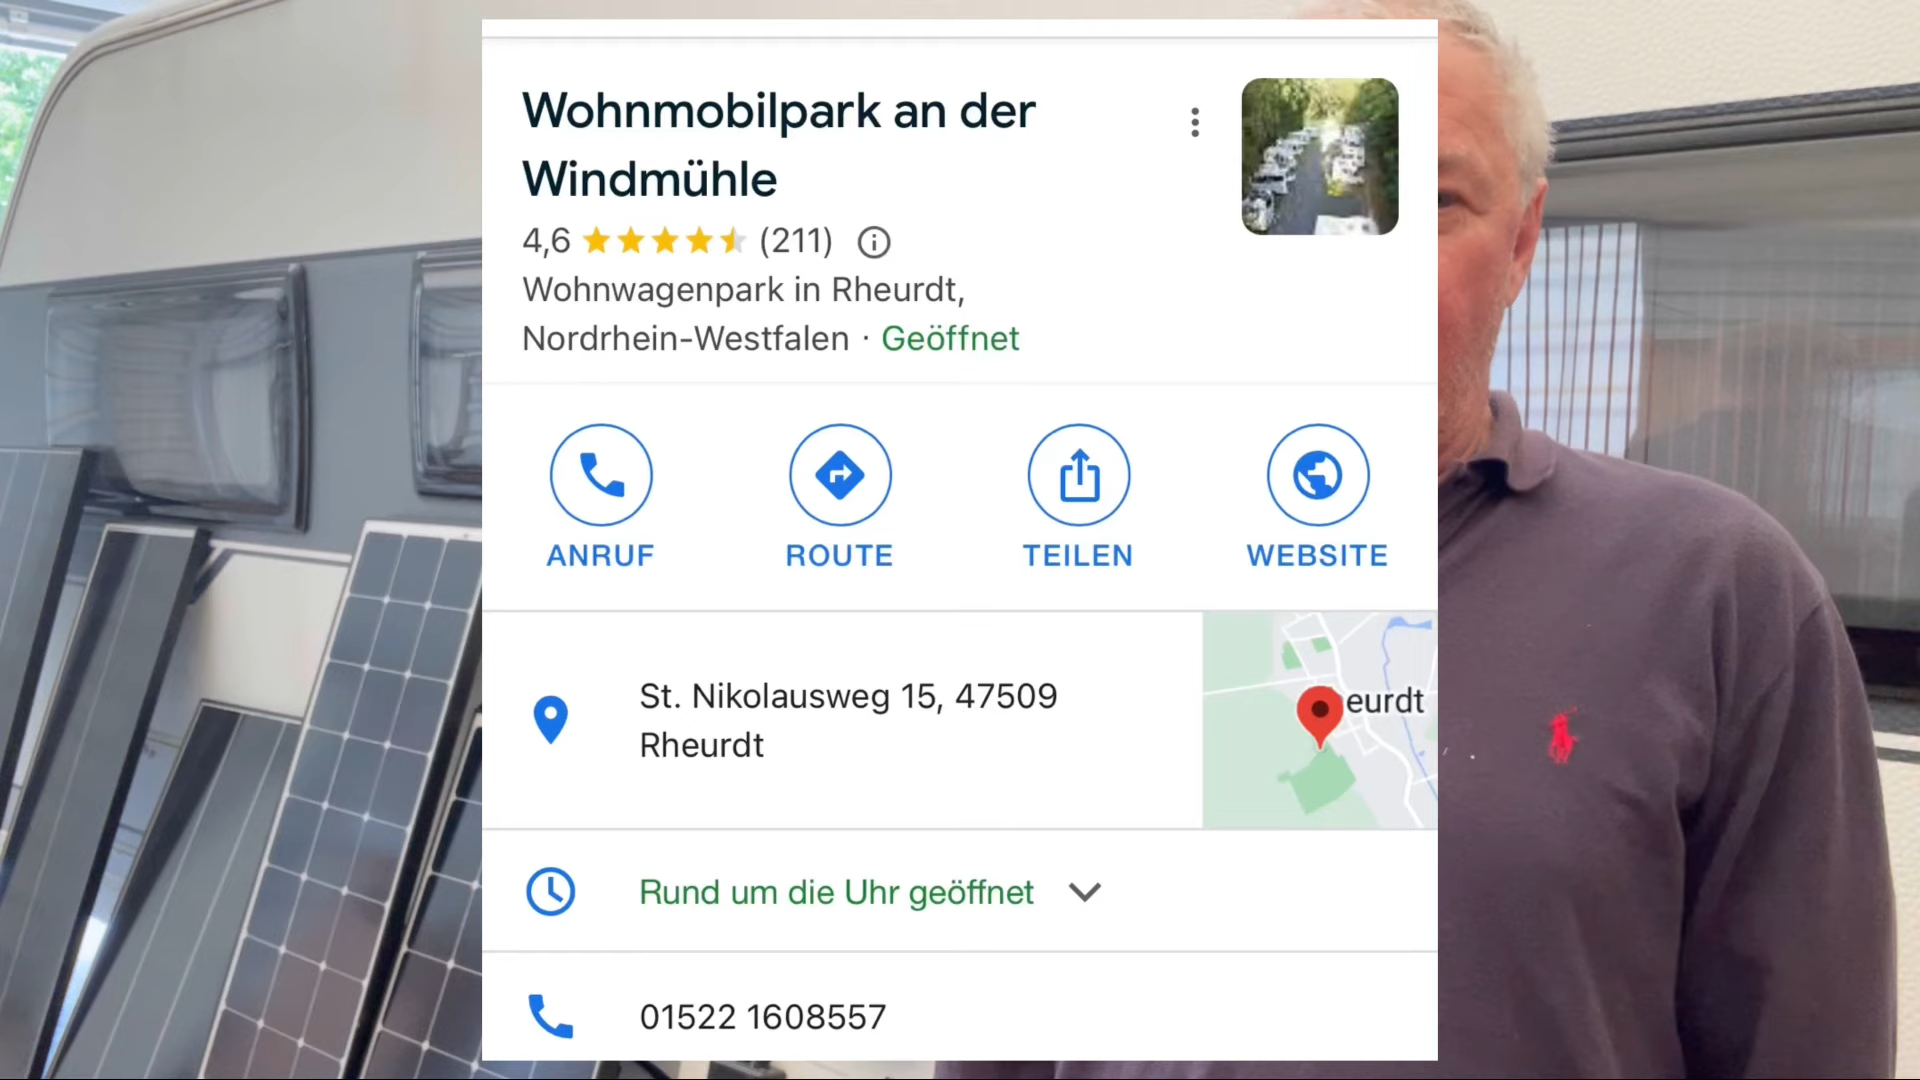 Wohnmobilpark an der
Windmühle
4,6 (211)
Wohnwagenpark in Rheurdt,
Nordrhein-Westfalen · Geöffnet
ANRUF ROUTE TEILEN WEBSITE
St. Nikolausweg 15, 47509
Rheurdt
eurdt
Rund um die Uhr geöffnet
01522 1608557